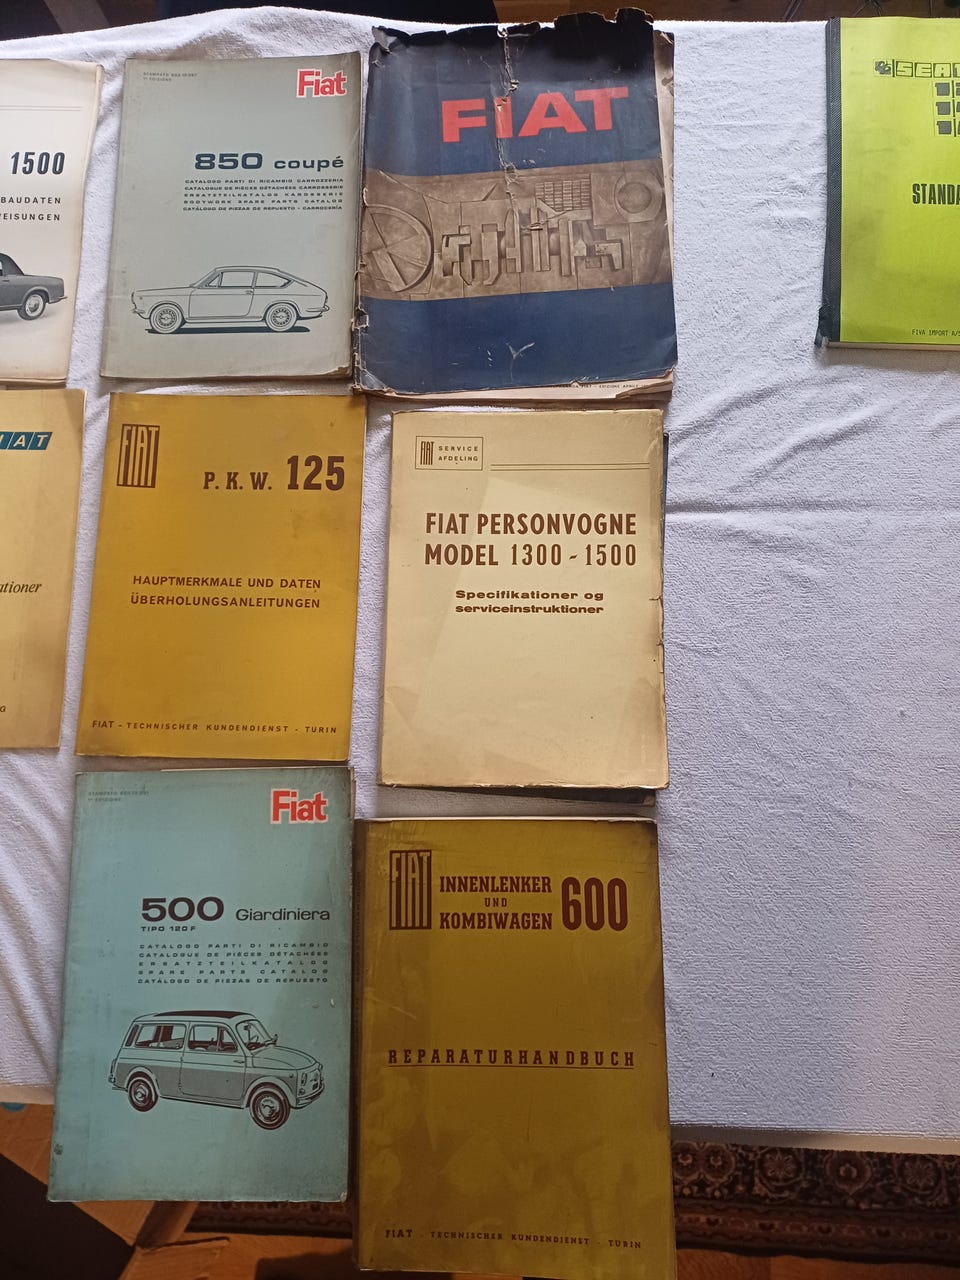 1500
BAUDATEN
WEISUNGEN
Fiat
850 coupé
CATALOGO PARTI DI RICAMBIO CARROZZERIA
CATALOGUE DE PIÈCES DÉTACHÉES CARROSSERIE
ERSATZTEILKATALOG KAROSSERIE
BODYWORK SPARE PARTS CATALOG
CATÁLOGO DE PIEZAS DE REPUESTO - CARROCERÍA
FIAT
SEAT
STANDA
FIVA IMPORT A/S
IAT
ationer
FIAT
P.K.W. 125
HAUPTMERKMALE UND DATEN
ÜBERHOLUNGSANLEITUNGEN
FIAT - TECHNISCHER KUNDENDIENST - TURIN
FIAT SERVICE
AFDELING
FIAT PERSONVOGNE
MODEL 1300 - 1500
Specifikationer og
serviceinstruktioner
Fiat
500 Giardiniera
TIPO 120 F
CATALOGO PARTI DI RICAMBIO
CATALOGUE DE PIÈCES DÉTACHÉES
ERSATZTEILKATALOG
SPARE PARTS CATALOG
CATÁLOGO DE PIEZAS DE REPUESTO
FIAT
INNENLENKER
UND
KOMBIWAGEN
600
REPARATURHANDBUCH
FIAT - TECHNISCHER KUNDENDIENST - TURIN